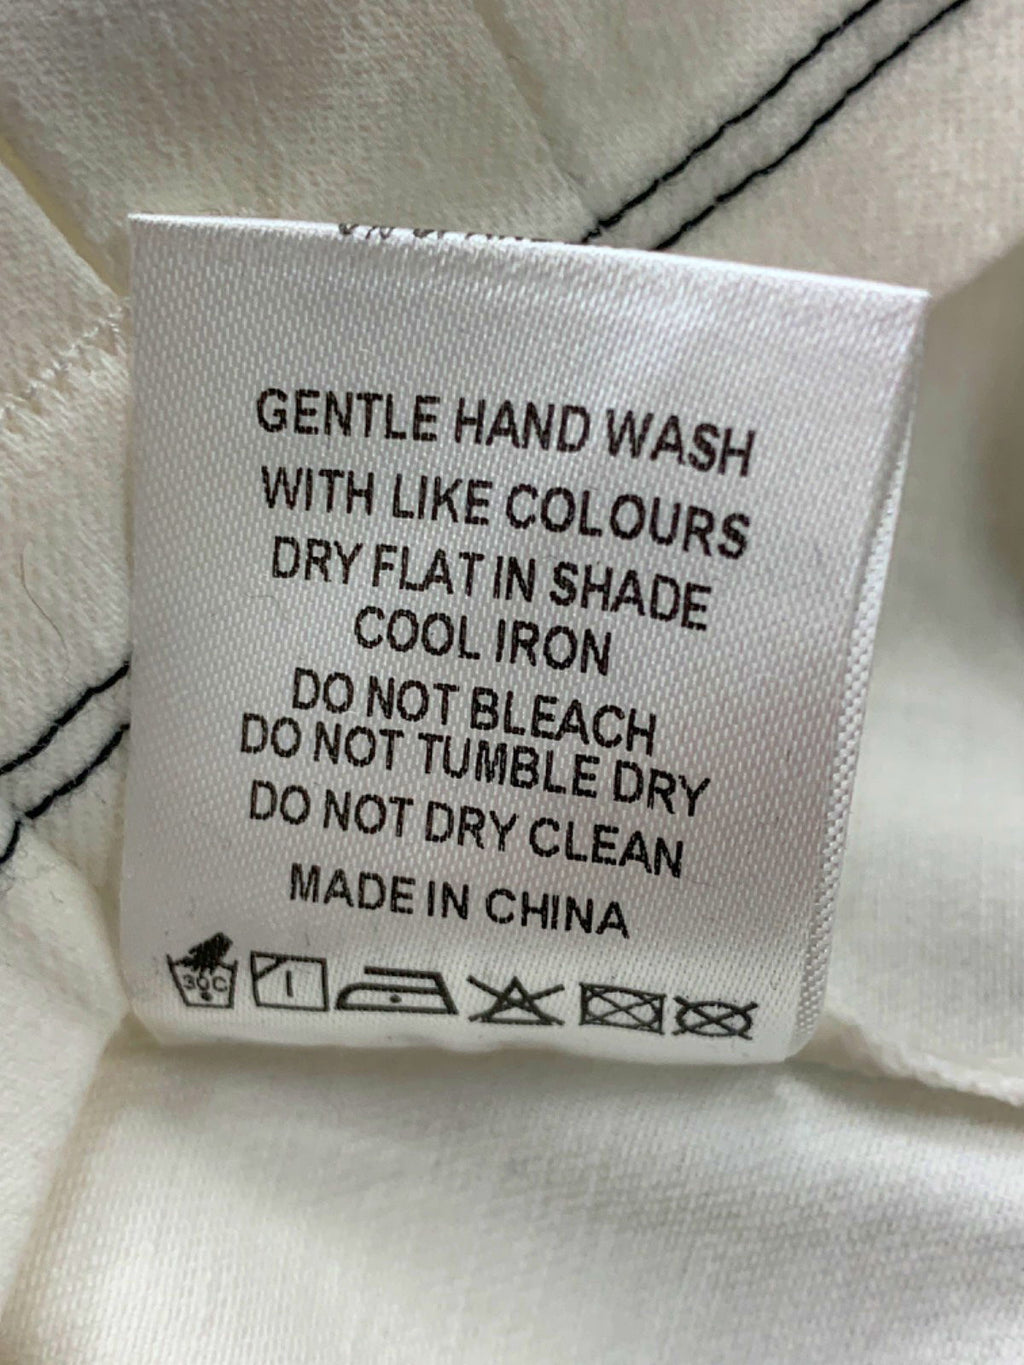 GENTLE HAND WASH
WITH LIKE COLOURS
DRY FLAT IN SHADE
COOL IRON
DO NOT BLEACH
DO NOT TUMBLE DRY
DO NOT DRY CLEAN
MADE IN CHINA
30C